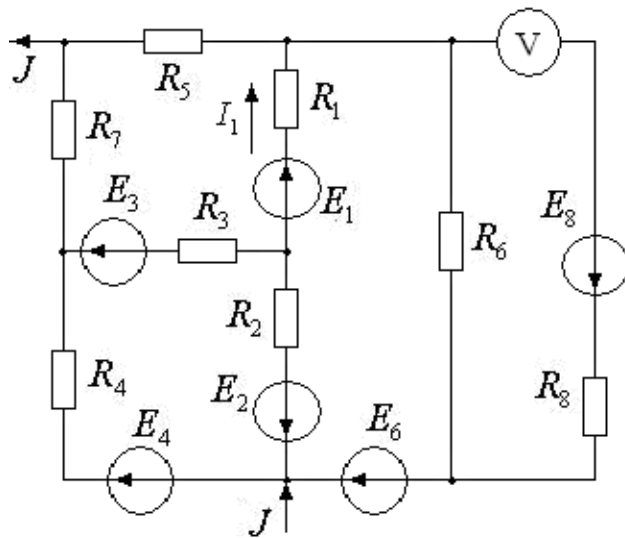 V
J
R₅
R₁
I₁
R₇
E₃
R₃
E₁
E₈
R₆
R₂
R₄
E₂
R₈
E₄
E₆
J